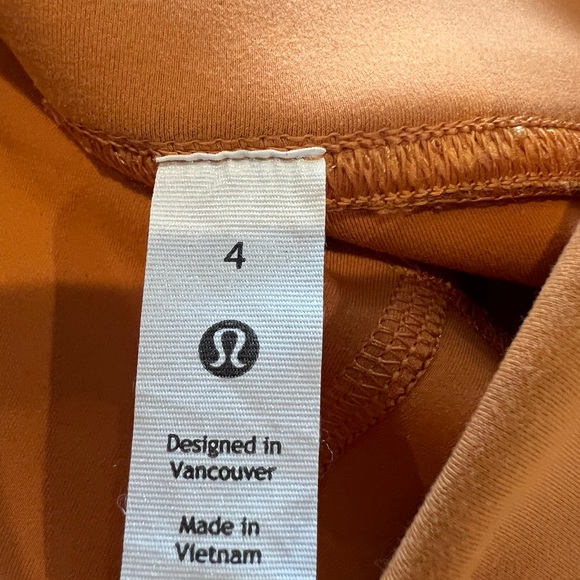 4
Designed in
Vancouver
Made in
Vietnam